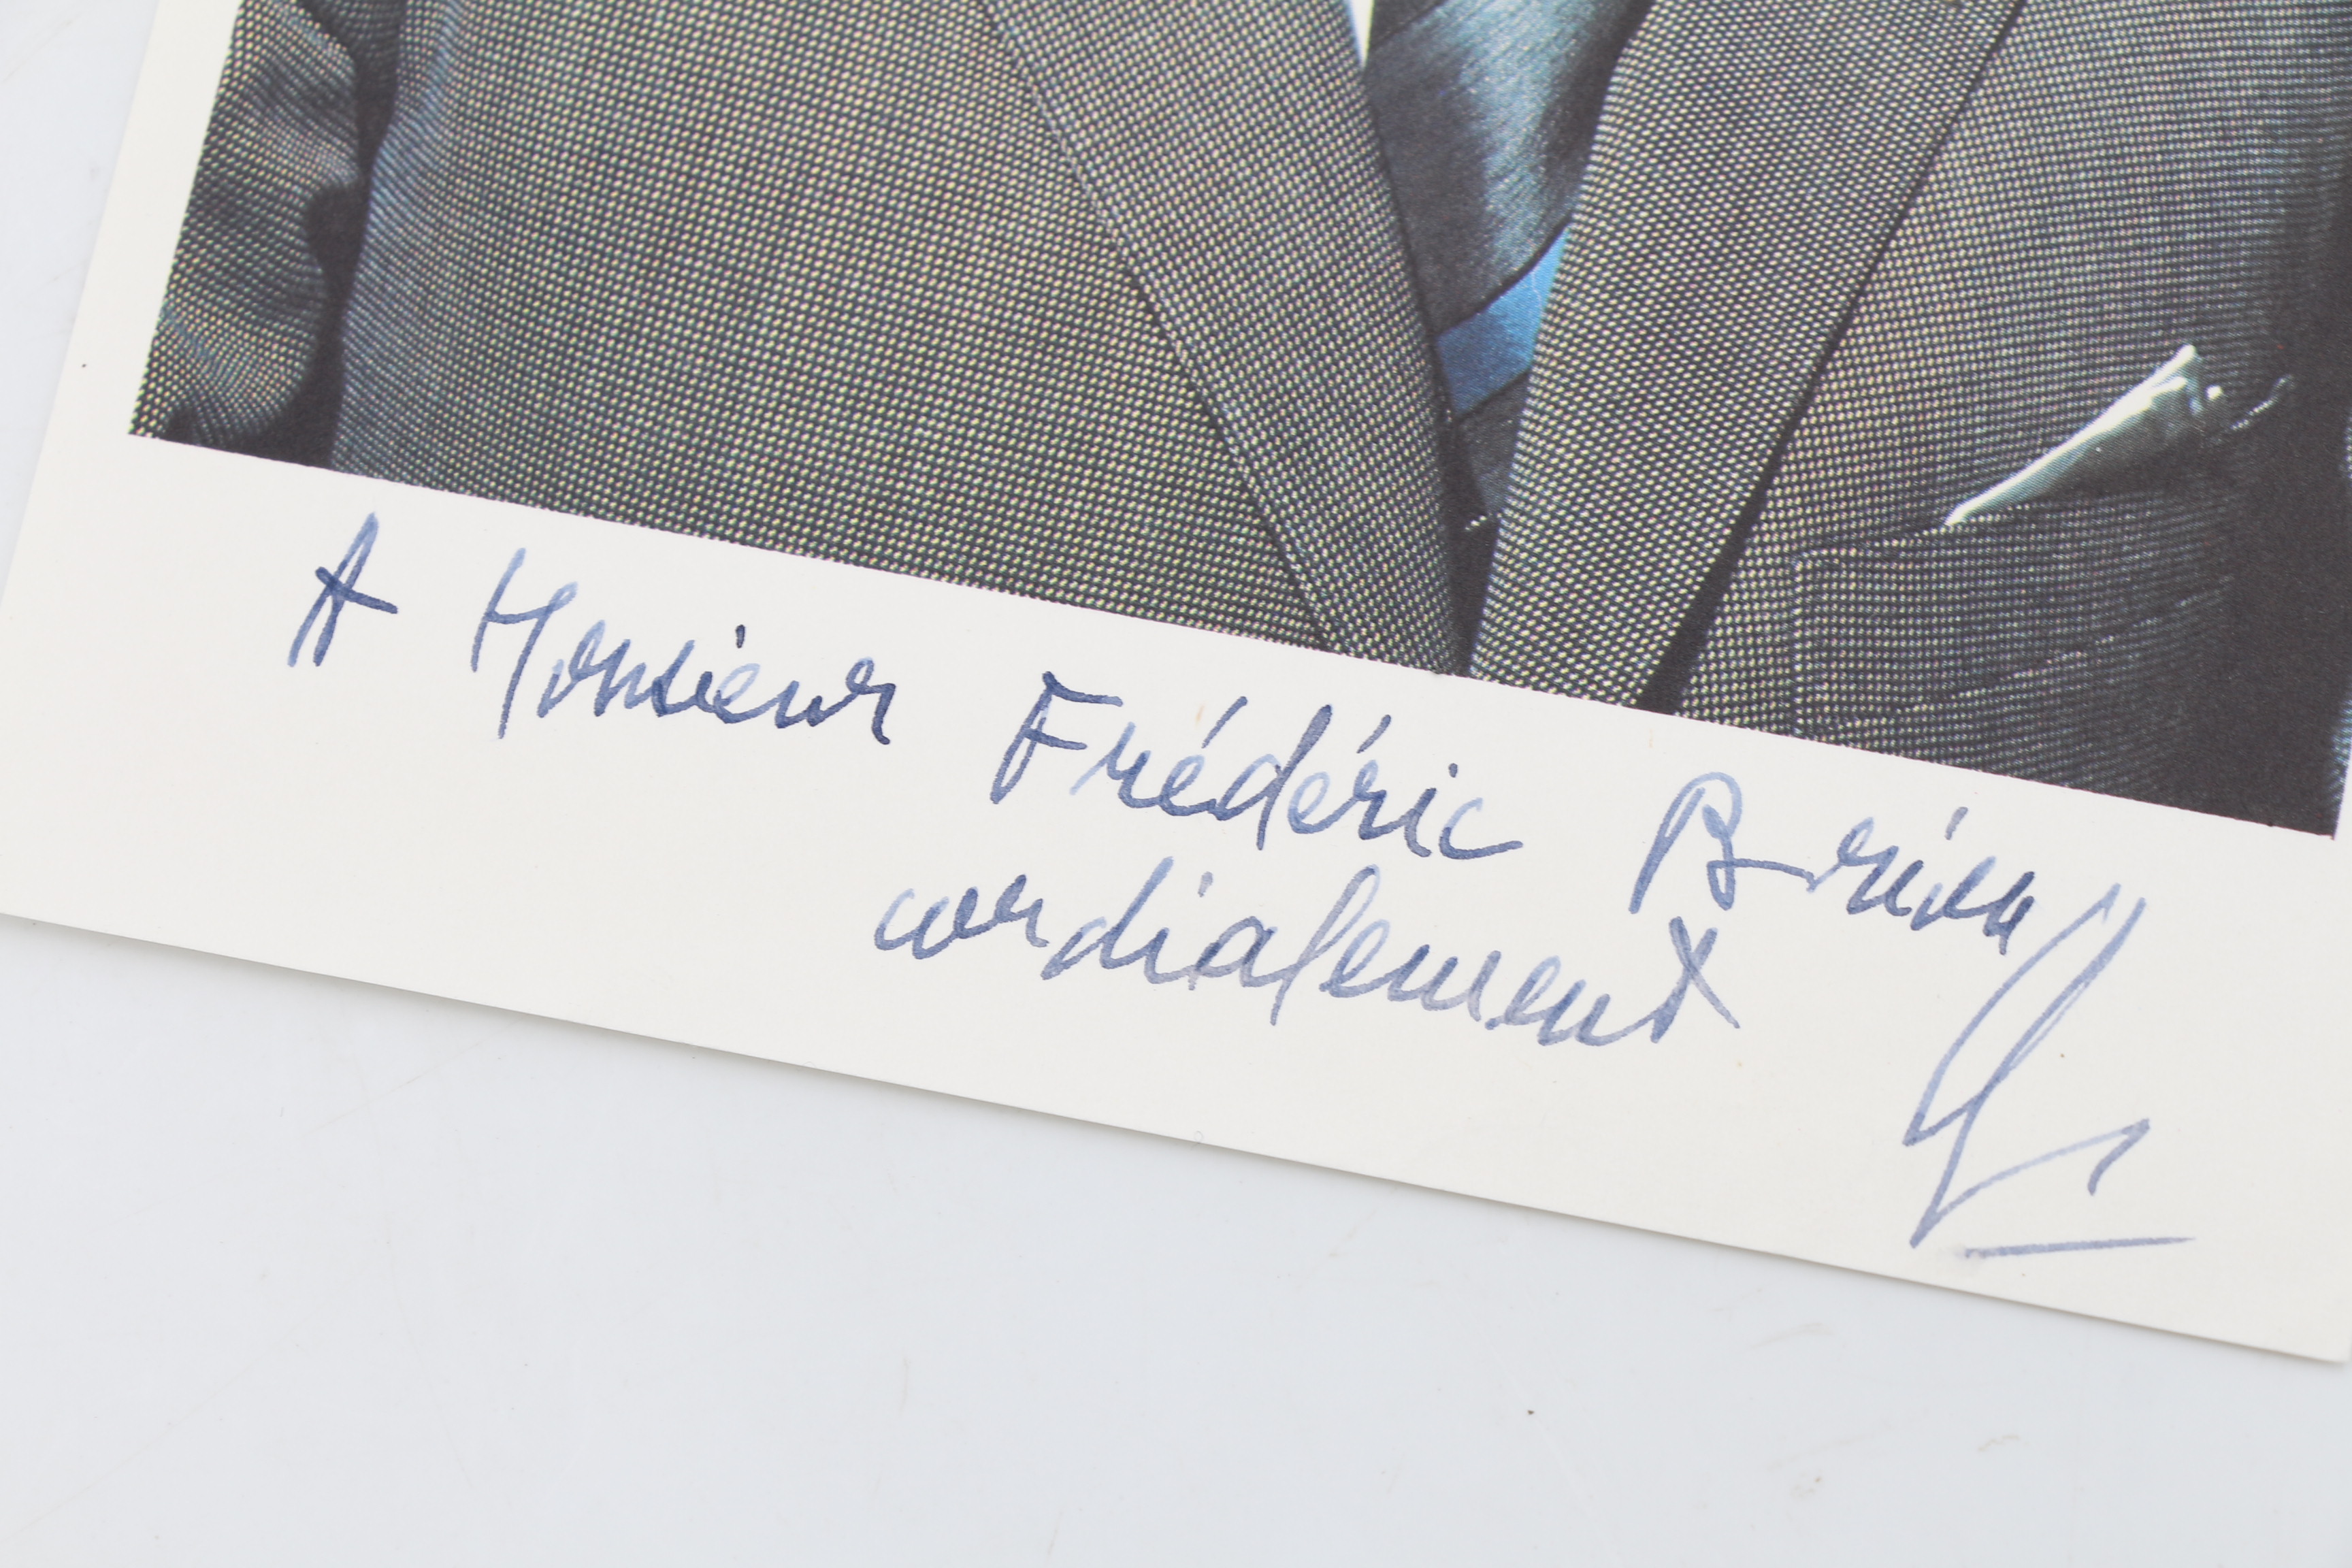 A Monsieur Frédéric
cordialement